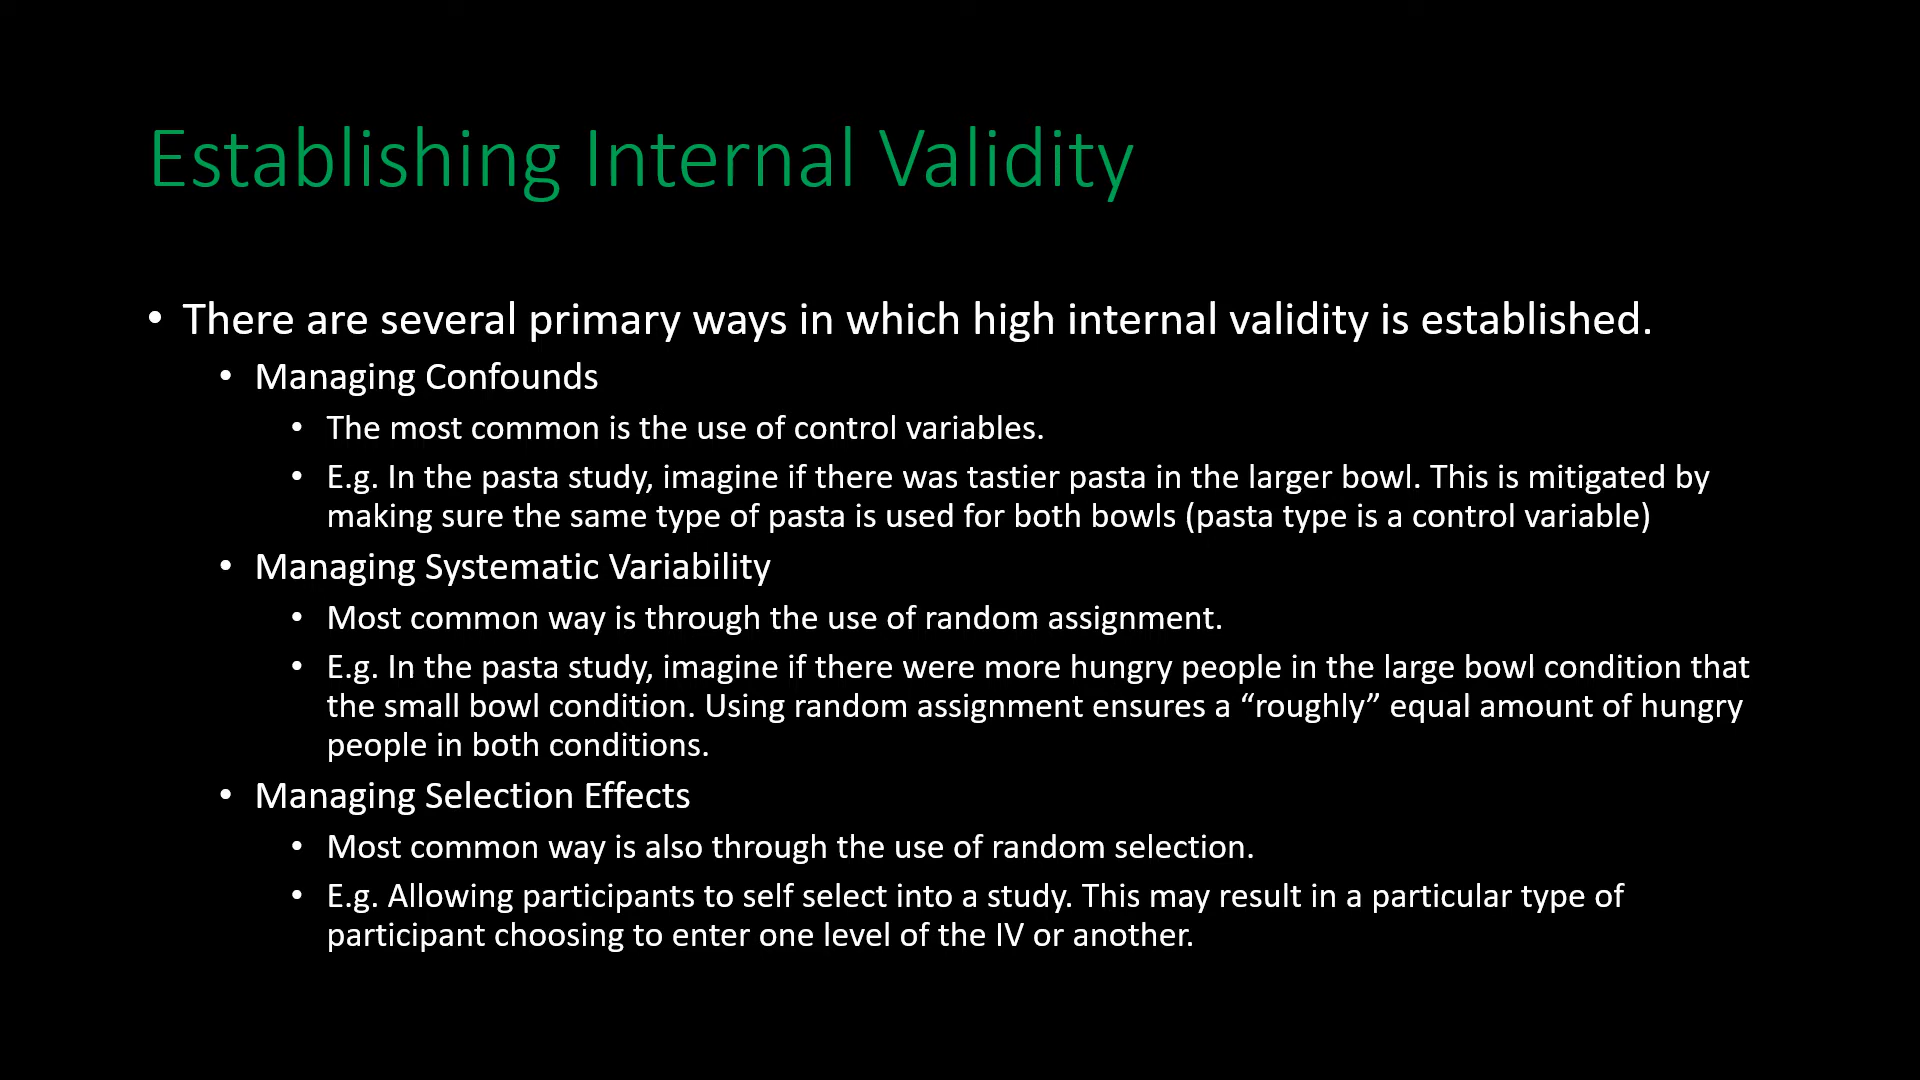 Establishing Internal Validity
• There are several primary ways in which high internal validity is established.
• Managing Confounds
• The most common is the use of control variables.
• E.g. In the pasta study, imagine if there was tastier pasta in the larger bowl. This is mitigated by
making sure the same type of pasta is used for both bowls (pasta type is a control variable)
• Managing Systematic Variability
• Most common way is through the use of random assignment.
• E.g. In the pasta study, imagine if there were more hungry people in the large bowl condition that
the small bowl condition. Using random assignment ensures a “roughly” equal amount of hungry
people in both conditions.
• Managing Selection Effects
• Most common way is also through the use of random selection.
• E.g. Allowing participants to self select into a study. This may result in a particular type of
participant choosing to enter one level of the IV or another.